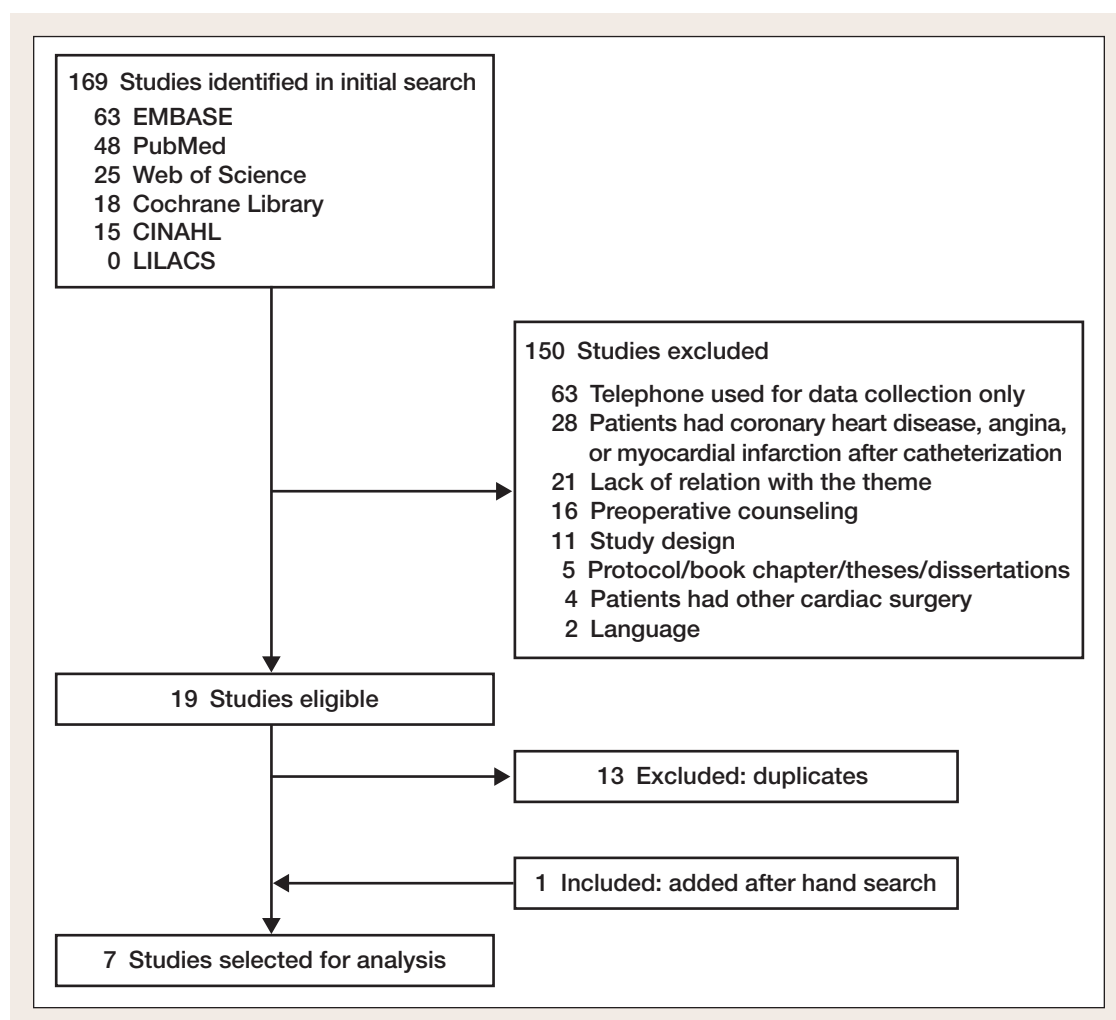 169 Studies identified in initial search
63 EMBASE
48 PubMed
25 Web of Science
18 Cochrane Library
15 CINAHL
0 LILACS
150 Studies excluded
63 Telephone used for data collection only
28 Patients had coronary heart disease, angina,
or myocardial infarction after catheterization
21 Lack of relation with the theme
16 Preoperative counseling
11 Study design
5 Protocol/book chapter/theses/dissertations
4 Patients had other cardiac surgery
2 Language
19 Studies eligible
13 Excluded: duplicates
1 Included: added after hand search
7 Studies selected for analysis